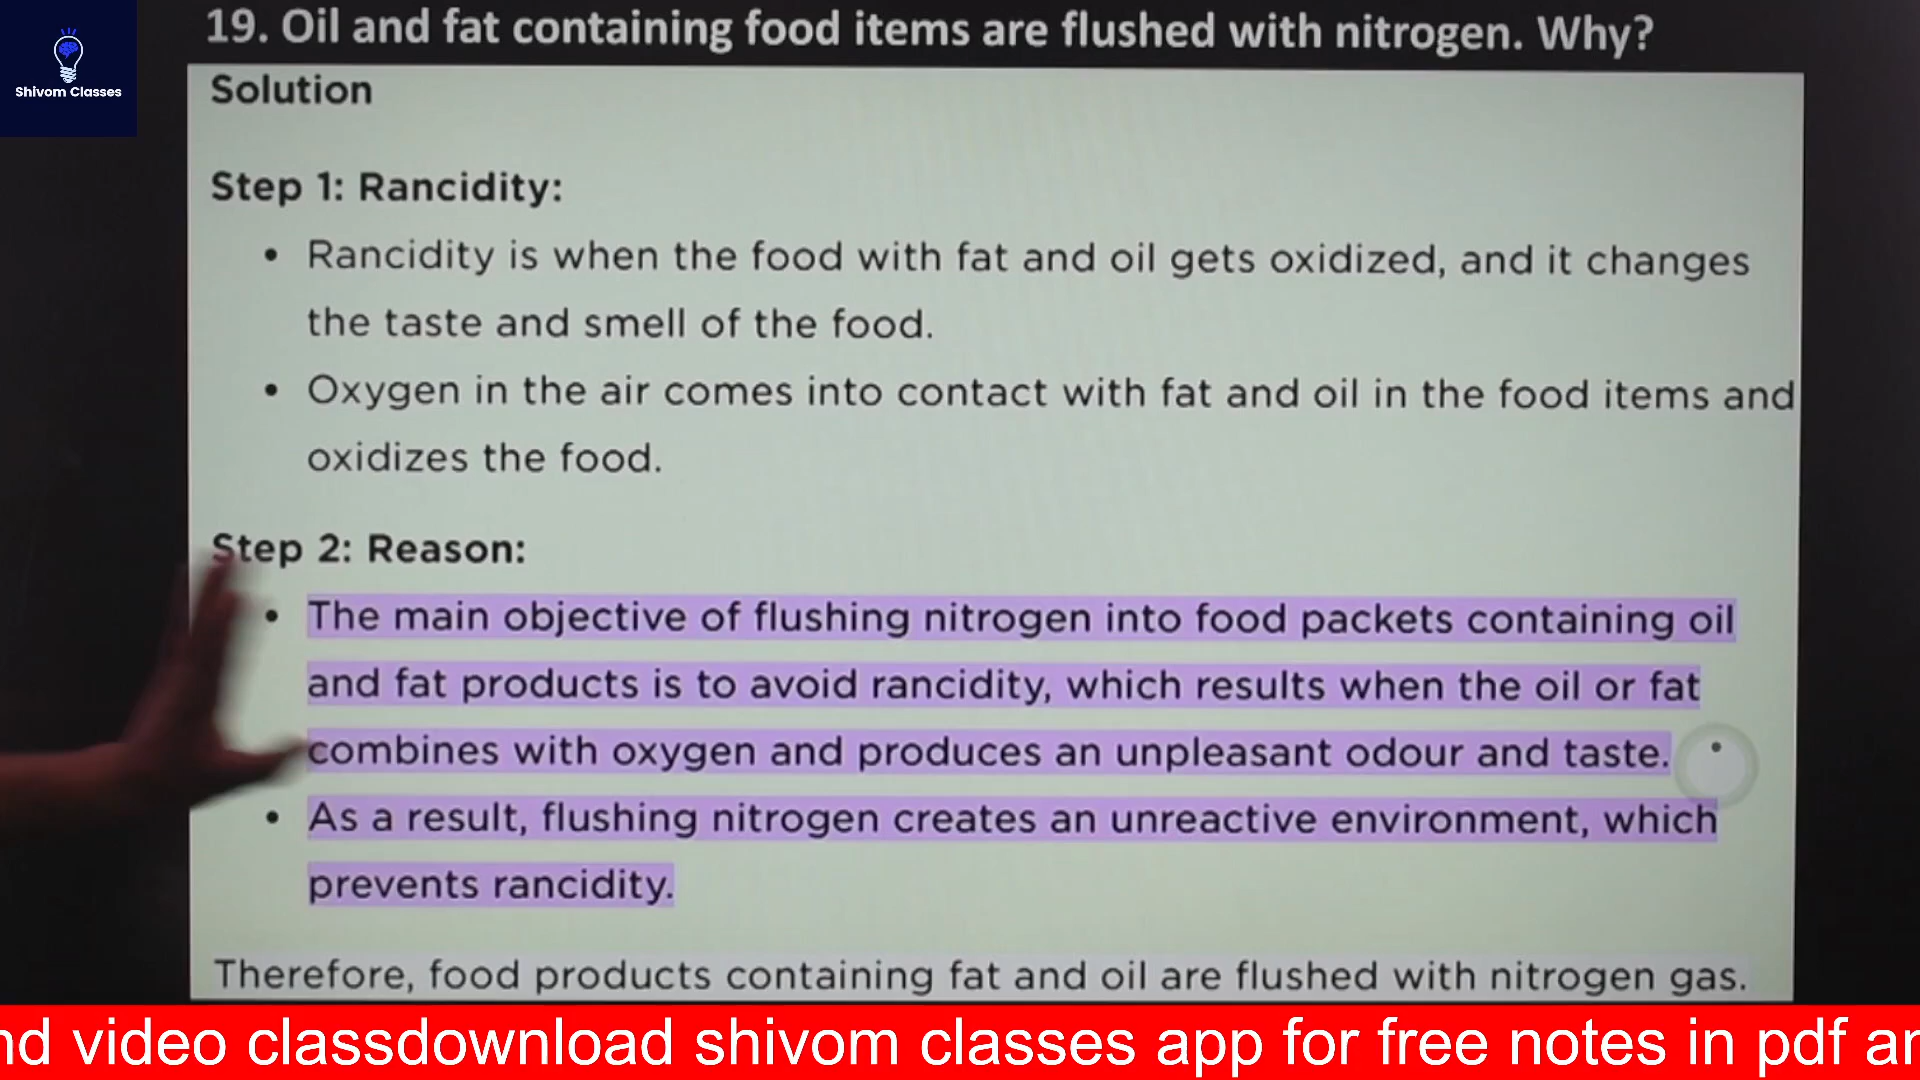 19. Oil and fat containing food items are flushed with nitrogen. Why?
Shivom Classes
Solution
Step 1: Rancidity:
• Rancidity is when the food with fat and oil gets oxidized, and it changes
the taste and smell of the food.
• Oxygen in the air comes into contact with fat and oil in the food items and
oxidizes the food.
Step 2: Reason:
• The main objective of flushing nitrogen into food packets containing oil
and fat products is to avoid rancidity, which results when the oil or fat
combines with oxygen and produces an unpleasant odour and taste.
• As a result, flushing nitrogen creates an unreactive environment, which
prevents rancidity.
Therefore, food products containing fat and oil are flushed with nitrogen gas.
video classdownload shivom classes app for free notes in pdf